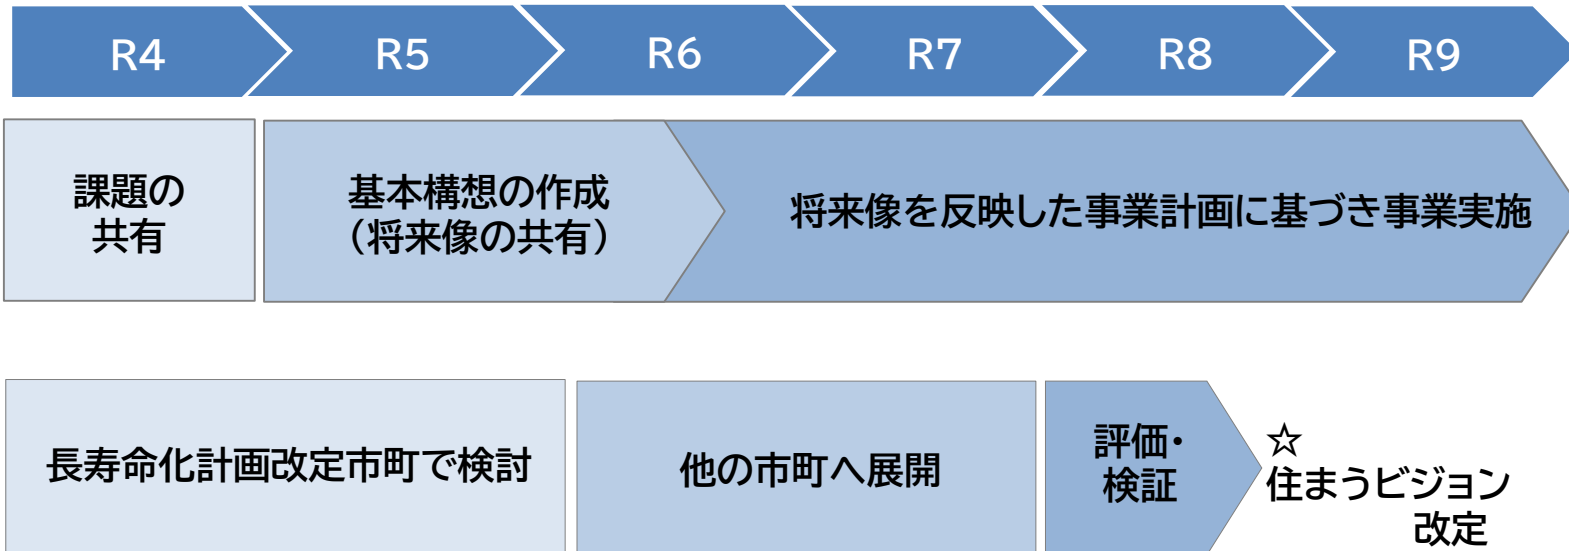 R4 R5 R6 R7 R8 R9
課題の
共有
基本構想の作成
（将来像の共有）
将来像を反映した事業計画に基づき事業実施
長寿命化計画改定市町で検討
他の市町へ展開
評価・
検証
☆
住まうビジョン
改定